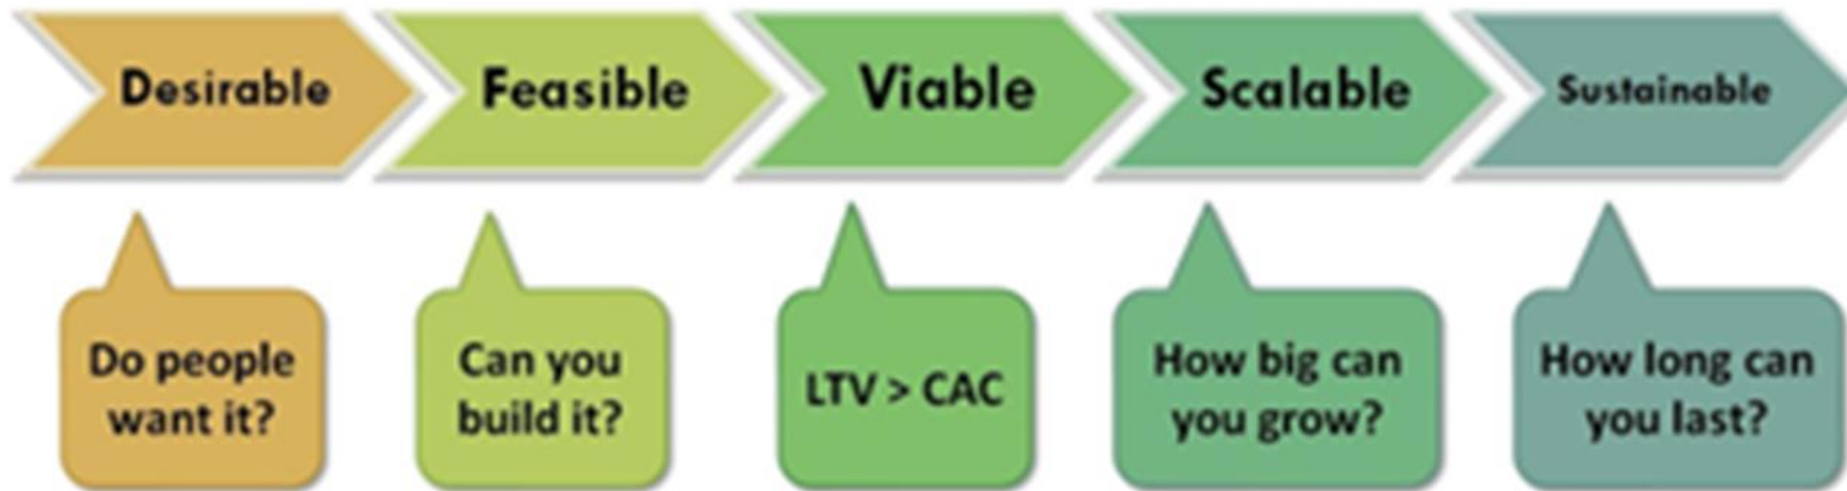 Desirable
Feasible
Viable
Scalable
Sustainable
Do people
want it?
Can you
build it?
LTV > CAC
How big can
you grow?
How long can
you last?